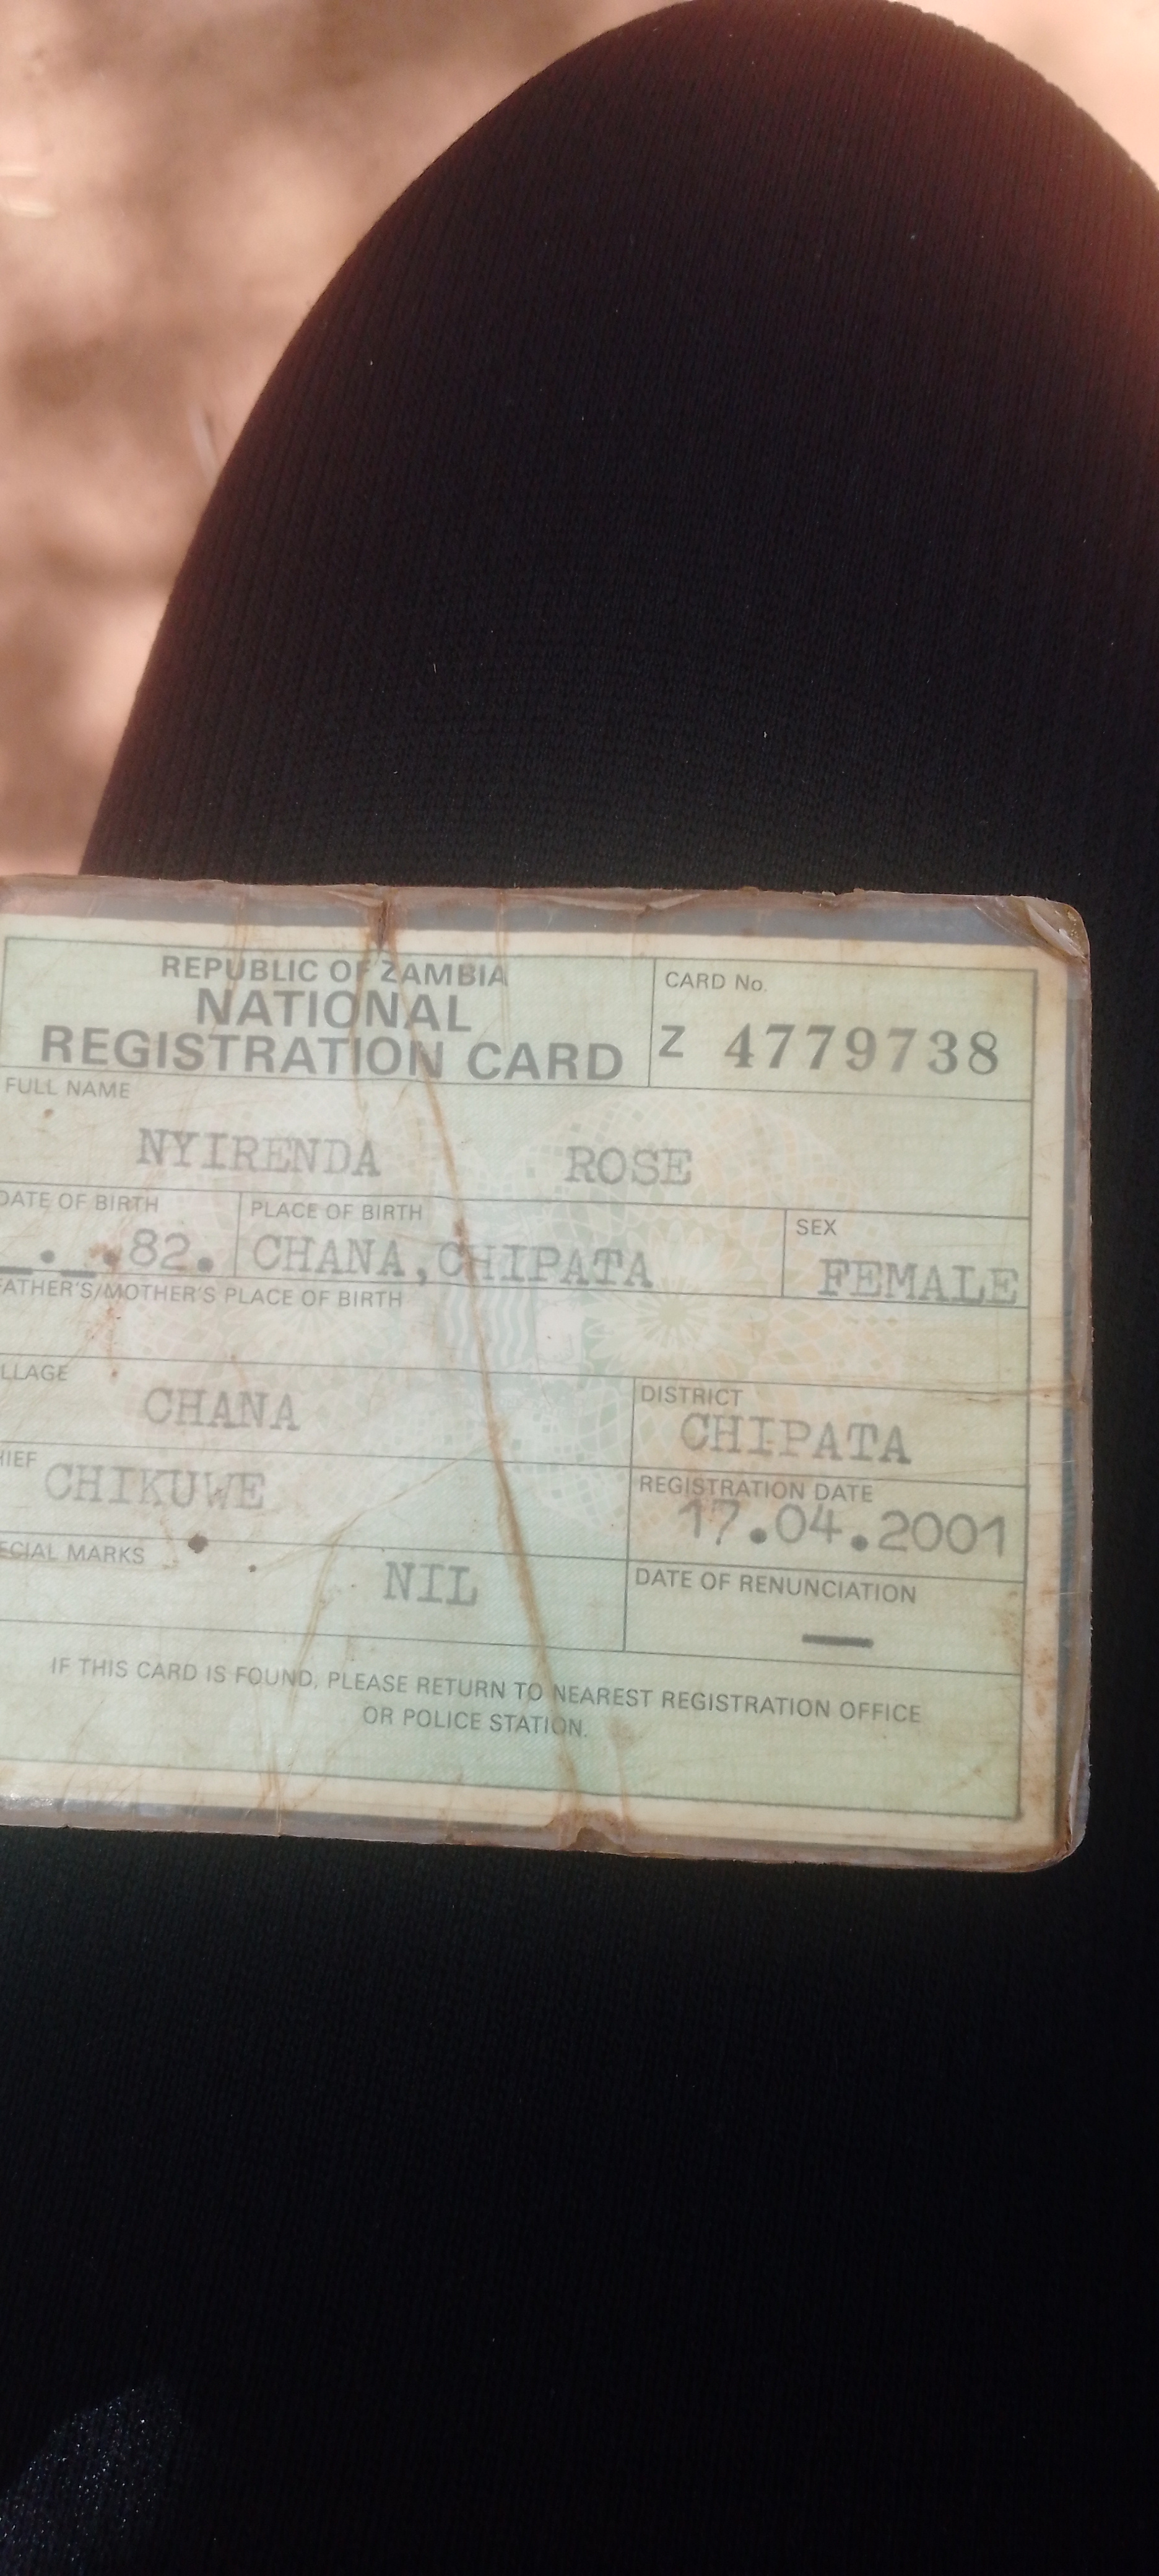 REPUBLIC OF ZAMBIA
NATIONAL
REGISTRATION CARD
CARD No.
Z 4779738
FULL NAME
NYIRENDA ROSE
DATE OF BIRTH
_._.82.
PLACE OF BIRTH
CHANA,CHIPATA
SEX
FEMALE
FATHER'S/MOTHER'S PLACE OF BIRTH
LLAGE
CHANA
DISTRICT
CHIPATA
HIEF
CHIKUWE
REGISTRATION DATE
17.04.2001
ECIAL MARKS
NIL
DATE OF RENUNCIATION
—
IF THIS CARD IS FOUND, PLEASE RETURN TO NEAREST REGISTRATION OFFICE
OR POLICE STATION.